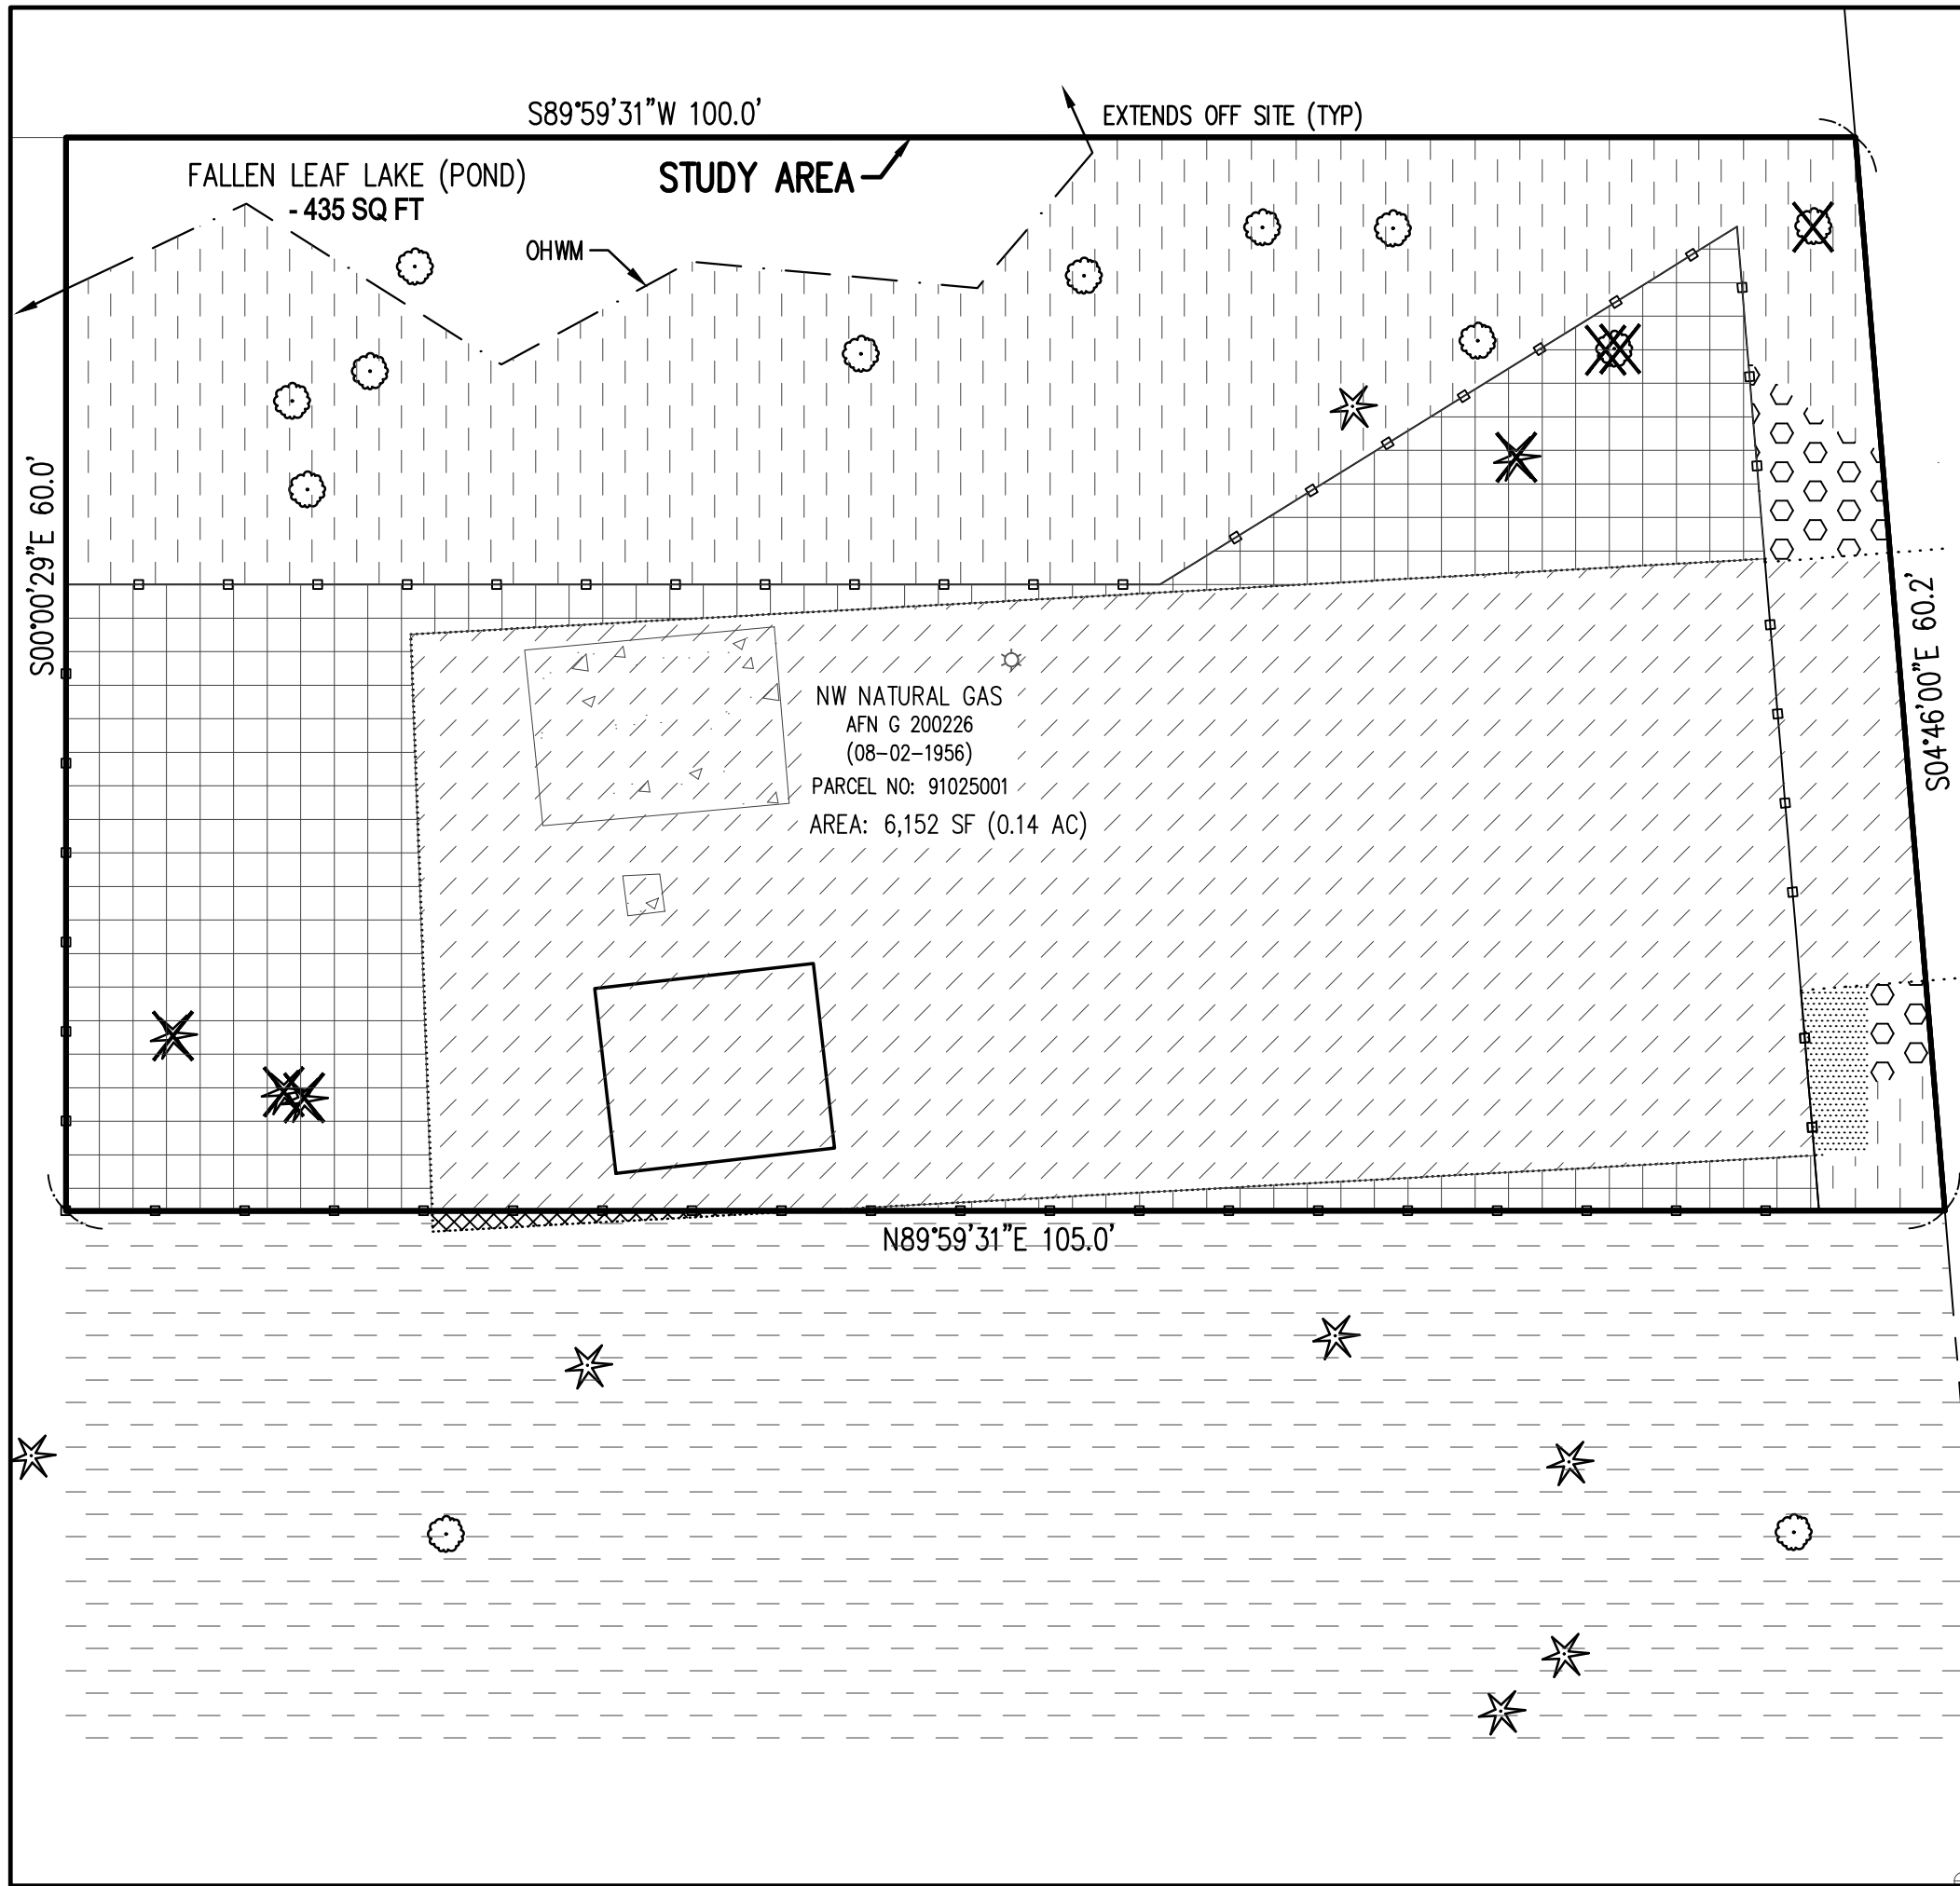 S89°59'31"W 100.0'
EXTENDS OFF SITE (TYP)
FALLEN LEAF LAKE (POND)
- 435 SQ FT
STUDY AREA
OHWM
S00°00'29"E 60.0'
NW NATURAL GAS
AFN G 200226
(08-02-1956)
PARCEL NO: 91025001
AREA: 6,152 SF (0.14 AC)
S04°46'00"E 60.2'
N89°59'31"E 105.0'